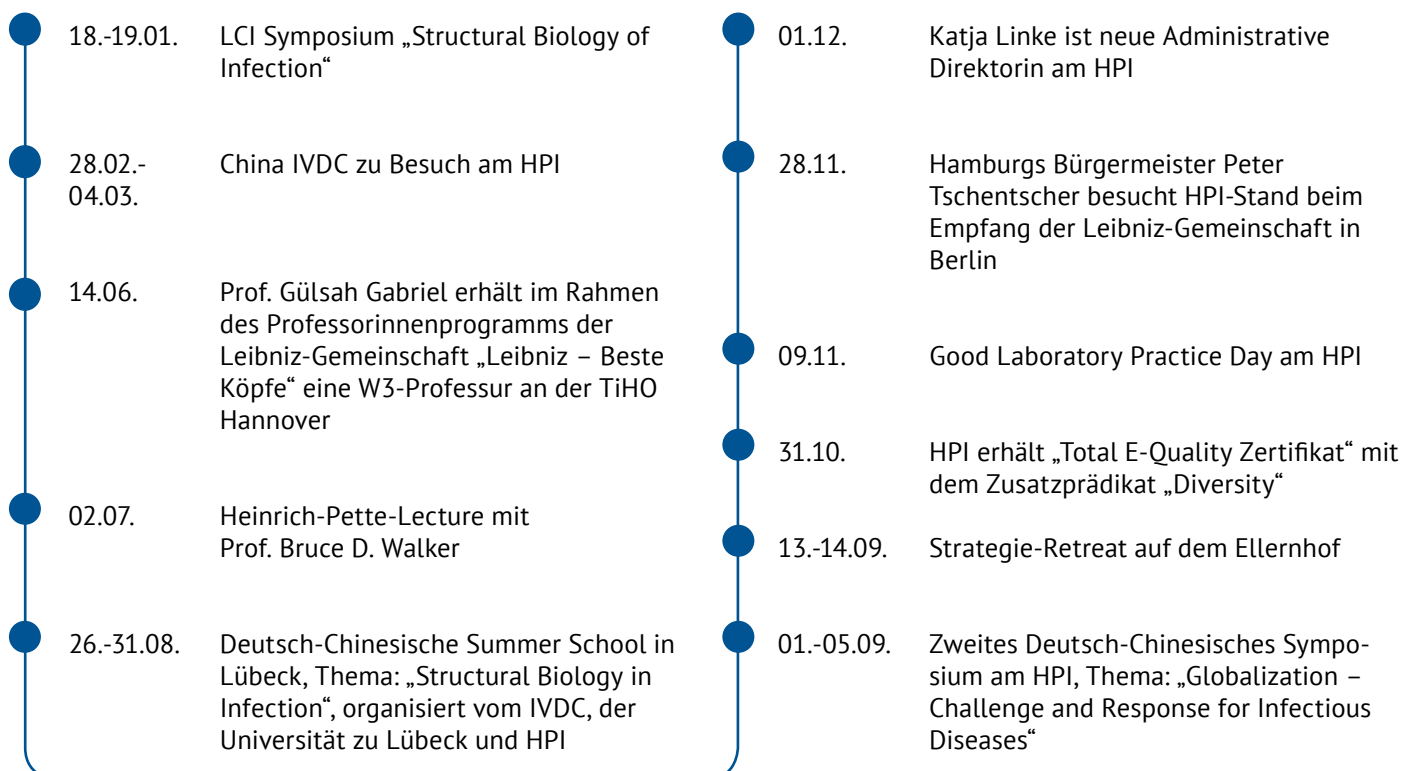 18.-19.01. LCI Symposium „Structural Biology of
Infection“
28.02.- China IVDC zu Besuch am HPI
04.03.
14.06. Prof. Gülsah Gabriel erhält im Rahmen
des Professorinnenprogramms der
Leibniz-Gemeinschaft „Leibniz – Beste
Köpfe“ eine W3-Professur an der TiHO
Hannover
02.07. Heinrich-Pette-Lecture mit
Prof. Bruce D. Walker
26.-31.08. Deutsch-Chinesische Summer School in
Lübeck, Thema: „Structural Biology in
Infection“, organisiert vom IVDC, der
Universität zu Lübeck und HPI
01.12. Katja Linke ist neue Administrative
Direktorin am HPI
28.11. Hamburgs Bürgermeister Peter
Tschentscher besucht HPI-Stand beim
Empfang der Leibniz-Gemeinschaft in
Berlin
09.11. Good Laboratory Practice Day am HPI
31.10. HPI erhält „Total E-Quality Zertifikat“ mit
dem Zusatzprädikat „Diversity“
13.-14.09. Strategie-Retreat auf dem Ellernhof
01.-05.09. Zweites Deutsch-Chinesisches Sympo-
sium am HPI, Thema: „Globalization –
Challenge and Response for Infectious
Diseases“